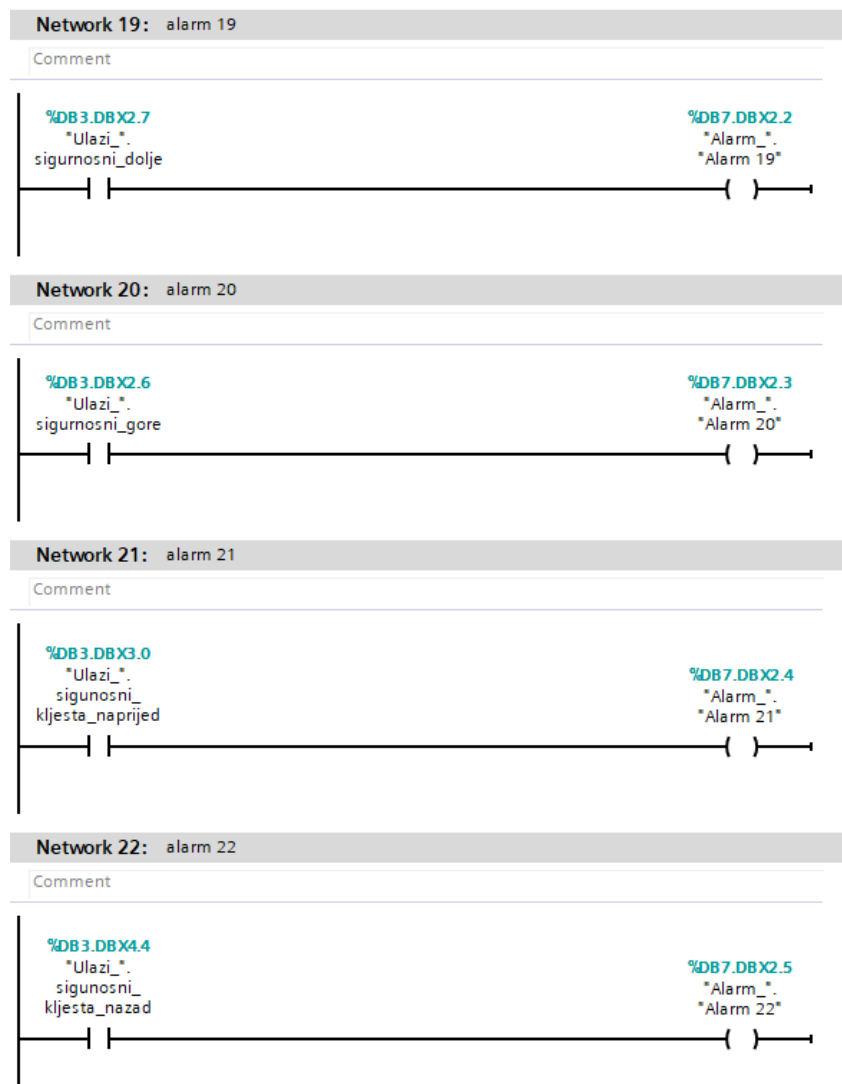 Network 19: alarm 19
Comment
%DB3.DBX2.7
"Ulazi_".
sigurnosni_dolje
%DB7.DBX2.2
"Alarm_".
"Alarm 19"
Network 20: alarm 20
Comment
%DB3.DBX2.6
"Ulazi_".
sigurnosni_gore
%DB7.DBX2.3
"Alarm_".
"Alarm 20"
Network 21: alarm 21
Comment
%DB3.DBX3.0
"Ulazi_".
sigunosni_
kljesta_naprijed
%DB7.DBX2.4
"Alarm_".
"Alarm 21"
Network 22: alarm 22
Comment
%DB3.DBX4.4
"Ulazi_".
sigunosni_
kljesta_nazad
%DB7.DBX2.5
"Alarm_".
"Alarm 22"